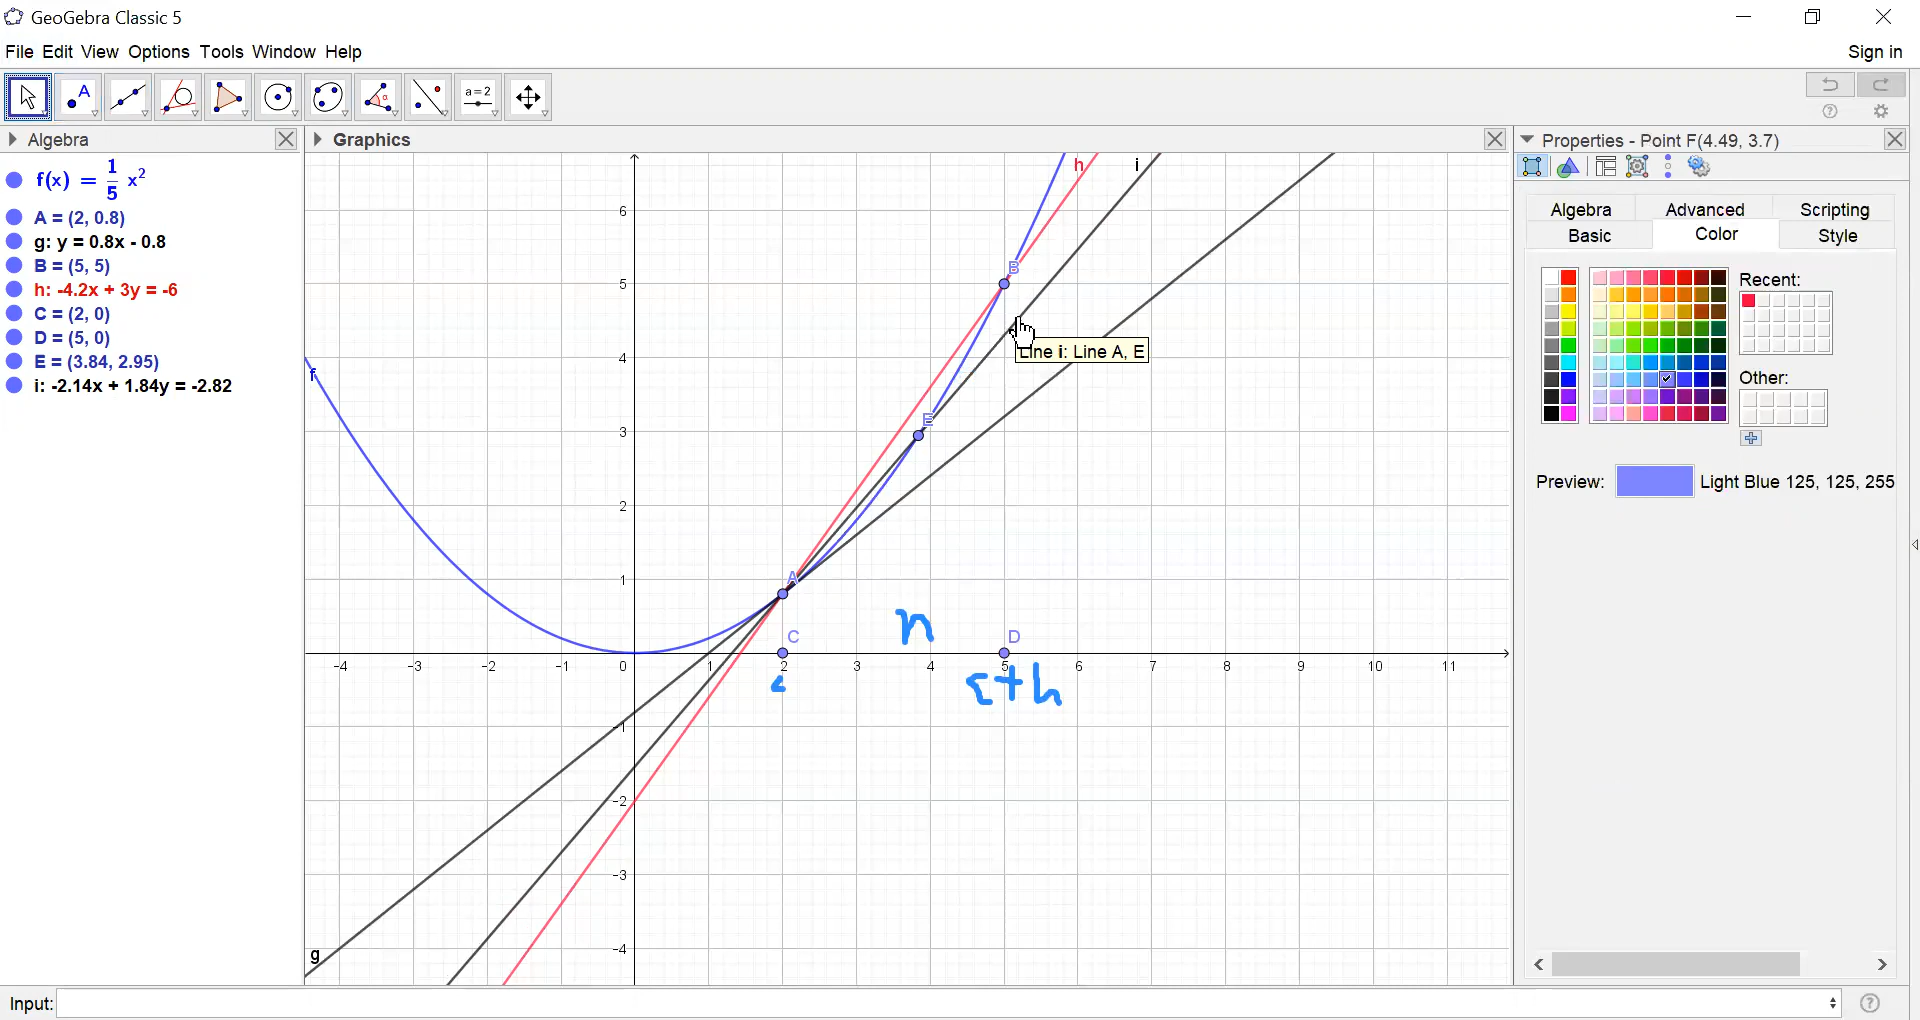 GeoGebra Classic 5
File Edit View Options Tools Window Help
Sign in
A
α
a=2
Algebra
Graphics
Properties - Point F(4.49, 3.7)
f(x) = 1/5 x²
A = (2, 0.8)
g: y = 0.8x - 0.8
B = (5, 5)
h: -4.2x + 3y = -6
C = (2, 0)
D = (5, 0)
E = (3.84, 2.95)
i: -2.14x + 1.84y = -2.82
h
i
6
B
5
Line i: Line A, E
4
f
E
3
2
A
1
n
C
D
-4 -3 -2 -1 0 1 2 3 4 5 6 7 8 9 10 11
+h
-1
-2
-3
-4
g
Algebra Advanced Scripting
Basic Color Style
Recent:
Other:
Preview: Light Blue 125, 125, 255
Input: